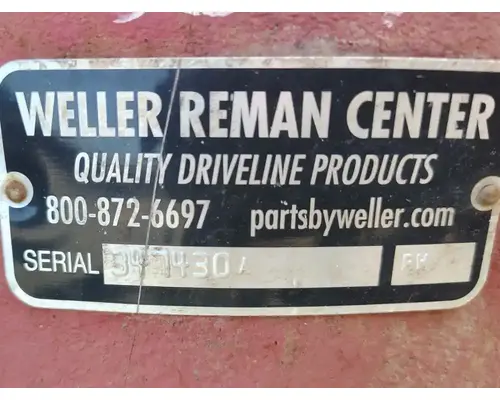 WELLER REMAN CENTER
QUALITY DRIVELINE PRODUCTS
800-872-6697 partsbyweller.com
SERIAL